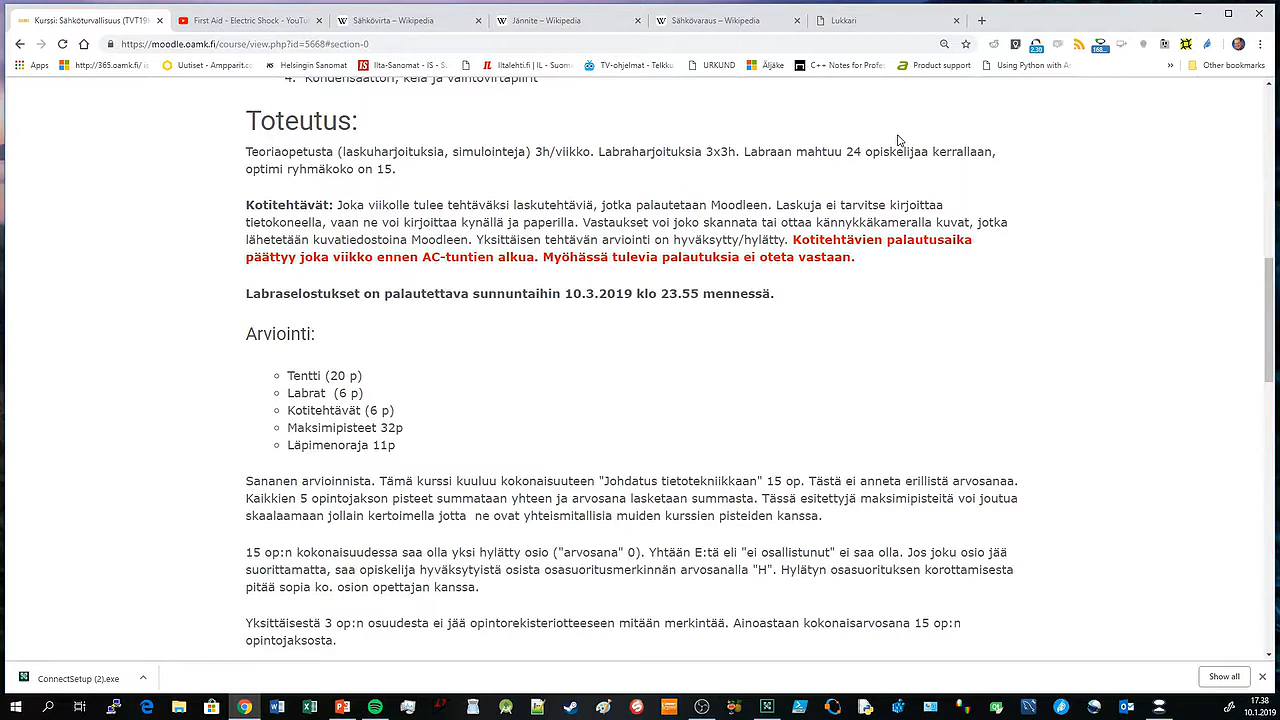 Kurssi: Sähköturvallisuus (TVT19
First Aid - Electric Shock - YouTu
Sähkövirta – Wikipedia
Jännite – Wikipedia
Sähkövaraus – Wikipedia
Lukkari
https://moodle.oamk.fi/course/view.php?id=5668#section-0
Apps
http://365.oamk.fi/
Uutiset - Ampparit.c
Helsingin Sanomat
Ilta-Sanomat - IS - S
Iltalehti.fi | IL - Suom
TV-ohjelmat - Telkku
URKUND
Äljäke
C++ Notes for Profes
Product support
Using Python with A
Other bookmarks
4. Kondensaattori, kela ja vaihtovirtapiirit
Toteutus:
Teoriaopetusta (laskuharjoituksia, simulointeja) 3h/viikko. Labraharjoituksia 3x3h. Labraan mahtuu 24 opiskelijaa kerrallaan,
optimi ryhmäkoko on 15.
Kotitehtävät: Joka viikolle tulee tehtäväksi laskutehtäviä, jotka palautetaan Moodleen. Laskuja ei tarvitse kirjoittaa
tietokoneella, vaan ne voi kirjoittaa kynällä ja paperilla. Vastaukset voi joko skannata tai ottaa kännykkäkameralla kuvat, jotka
lähetetään kuvatiedostoina Moodleen. Yksittäisen tehtävän arviointi on hyväksytty/hylätty. Kotitehtävien palautusaika
päättyy joka viikko ennen AC-tuntien alkua. Myöhässä tulevia palautuksia ei oteta vastaan.
Labraselostukset on palautettava sunnuntaihin 10.3.2019 klo 23.55 mennessä.
Arviointi:
Tentti (20 p)
Labrat (6 p)
Kotitehtävät (6 p)
Maksimipisteet 32p
Läpimenoraja 11p
Sananen arvioinnista. Tämä kurssi kuuluu kokonaisuuteen "Johdatus tietotekniikkaan" 15 op. Tästä ei anneta erillistä arvosanaa.
Kaikkien 5 opintojakson pisteet summataan yhteen ja arvosana lasketaan summasta. Tässä esitettyjä maksimipisteitä voi joutua
skaalaamaan jollain kertoimella jotta ne ovat yhteismitallisia muiden kurssien pisteiden kanssa.
15 op:n kokonaisuudessa saa olla yksi hylätty osio ("arvosana" 0). Yhtään E:tä eli "ei osallistunut" ei saa olla. Jos joku osio jää
suorittamatta, saa opiskelija hyväksytyistä osista osasuoritusmerkinnän arvosanalla "H". Hylätyn osasuorituksen korottamisesta
pitää sopia ko. osion opettajan kanssa.
Yksittäisestä 3 op:n osuudesta ei jää opintorekisteriotteeseen mitään merkintää. Ainoastaan kokonaisarvosana 15 op:n
opintojaksosta.
ConnectSetup (2).exe
Show all
17.38
10.1.2019